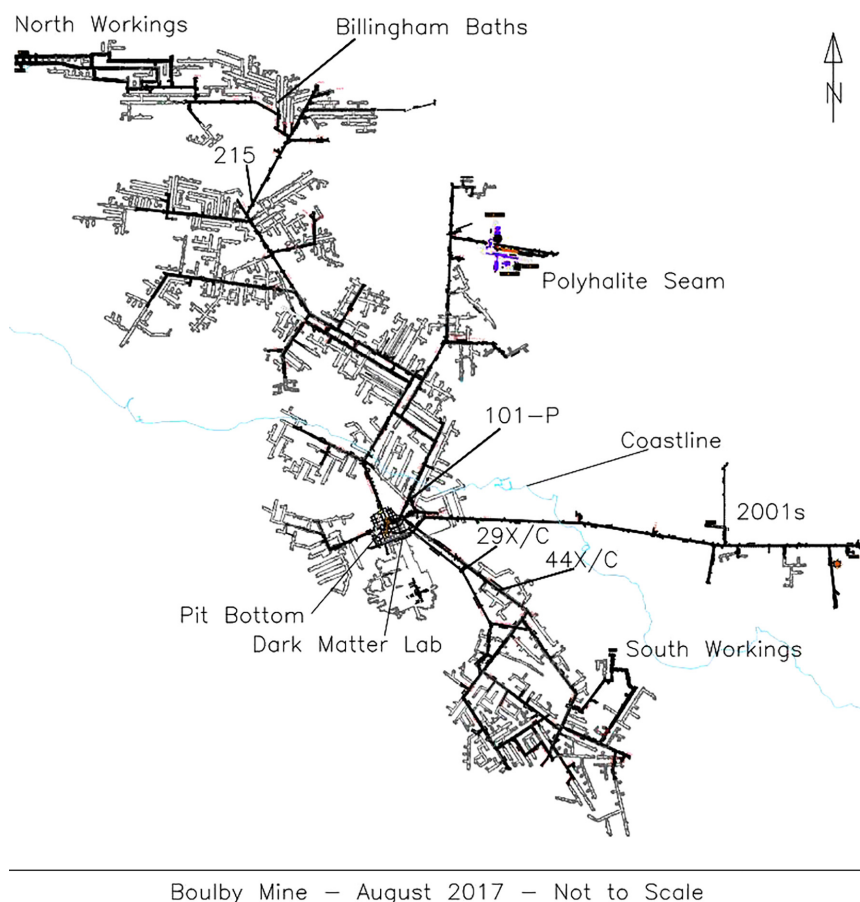 North Workings
Billingham Baths
N
215
Polyhalite Seam
101-P
Coastline
2001s
29X/C
44X/C
Pit Bottom
Dark Matter Lab
South Workings
Boulby Mine - August 2017 - Not to Scale